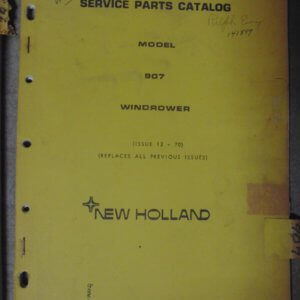 SERVICE PARTS CATALOG
MODEL
907
WINDROWER
(ISSUE 12 - 70)
(REPLACES ALL PREVIOUS ISSUES)
NEW HOLLAND